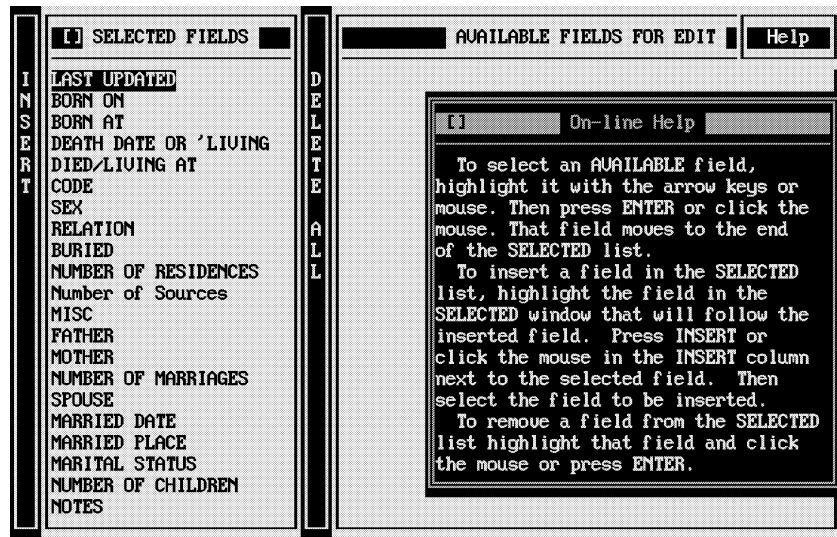 [] SELECTED FIELDS
AVAILABLE FIELDS FOR EDIT
Help
INSERT
LAST UPDATED
BORN ON
BORN AT
DEATH DATE OR 'LIVING
DIED/LIVING AT
CODE
SEX
RELATION
BURIED
NUMBER OF RESIDENCES
Number of Sources
MISC
FATHER
MOTHER
NUMBER OF MARRIAGES
SPOUSE
MARRIED DATE
MARRIED PLACE
MARITAL STATUS
NUMBER OF CHILDREN
NOTES
DELETE ALL
[] On-line Help
To select an AVAILABLE field,
highlight it with the arrow keys or
mouse. Then press ENTER or click the
mouse. That field moves to the end
of the SELECTED list.
To insert a field in the SELECTED
list, highlight the field in the
SELECTED window that will follow the
inserted field. Press INSERT or
click the mouse in the INSERT column
next to the selected field. Then
select the field to be inserted.
To remove a field from the SELECTED
list highlight that field and click
the mouse or press ENTER.